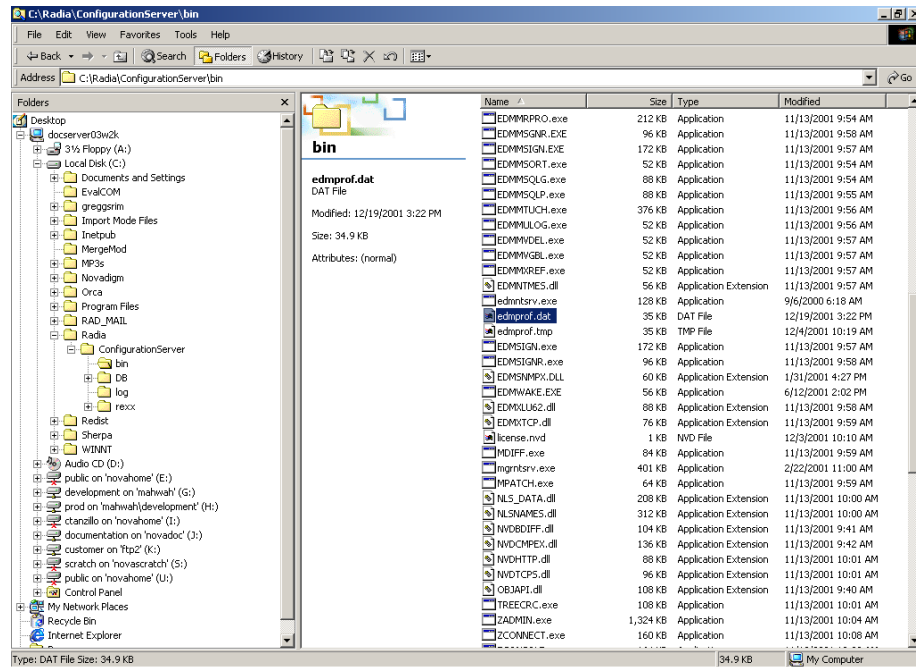 C:\Radia\ConfigurationServer\bin
File Edit View Favorites Tools Help
Back Search Folders History
Address C:\Radia\ConfigurationServer\bin Go
Folders
Desktop
docserver03w2k
3½ Floppy (A:)
Local Disk (C:)
Documents and Settings
EvalCOM
greggsrim
Import Mode Files
Inetpub
MergeMod
MP3s
Novadigm
Orca
Program Files
RAD_MAIL
Radia
ConfigurationServer
bin
DB
log
rexx
Redist
Sherpa
WINNT
Audio CD (D:)
public on 'novahome' (E:)
development on 'mahwah' (G:)
prod on 'mahwah\development' (H:)
ctanzillo on 'novahome' (I:)
documentation on 'novadoc' (J:)
customer on 'ftp2' (K:)
scratch on 'novascratch' (S:)
public on 'novahome' (U:)
Control Panel
My Network Places
Recycle Bin
Internet Explorer
bin
edmprof.dat
DAT File
Modified: 12/19/2001 3:22 PM
Size: 34.9 KB
Attributes: (normal)
Name Size Type Modified
EDMMRPRO.exe 212 KB Application 11/13/2001 9:54 AM
EDMMSGNR.EXE 96 KB Application 11/13/2001 9:58 AM
EDMMSIGN.EXE 172 KB Application 11/13/2001 9:57 AM
EDMMSORT.exe 52 KB Application 11/13/2001 9:54 AM
EDMMSQLG.exe 88 KB Application 11/13/2001 9:54 AM
EDMMSQLP.exe 88 KB Application 11/13/2001 9:55 AM
EDMMTUCH.exe 376 KB Application 11/13/2001 9:56 AM
EDMMULOG.exe 52 KB Application 11/13/2001 9:56 AM
EDMMVDEL.exe 52 KB Application 11/13/2001 9:57 AM
EDMMVGBL.exe 52 KB Application 11/13/2001 9:57 AM
EDMMXREF.exe 52 KB Application 11/13/2001 9:57 AM
EDMNTMES.dll 56 KB Application Extension 11/13/2001 9:57 AM
edmntsrv.exe 128 KB Application 9/6/2000 6:18 AM
edmprof.dat 35 KB DAT File 12/19/2001 3:22 PM
edmprof.tmp 35 KB TMP File 12/4/2001 10:19 AM
EDMSIGN.exe 172 KB Application 11/13/2001 9:57 AM
EDMSIGNR.exe 96 KB Application 11/13/2001 9:58 AM
EDMSNMPX.DLL 60 KB Application Extension 1/31/2001 4:27 PM
EDMWAKE.EXE 56 KB Application 6/12/2001 2:02 PM
EDMXLU62.dll 88 KB Application Extension 11/13/2001 9:58 AM
EDMXTCP.dll 76 KB Application Extension 11/13/2001 9:59 AM
license.nvd 1 KB NVD File 12/3/2001 10:10 AM
MDIFF.exe 84 KB Application 11/13/2001 9:59 AM
mgrntsrv.exe 401 KB Application 2/22/2001 11:00 AM
MPATCH.exe 64 KB Application 11/13/2001 9:59 AM
NLS_DATA.dll 208 KB Application Extension 11/13/2001 10:00 AM
NLSNAMES.dll 312 KB Application Extension 11/13/2001 10:00 AM
NVDBDIFF.dll 104 KB Application Extension 11/13/2001 9:41 AM
NVDCMPEX.dll 136 KB Application Extension 11/13/2001 9:42 AM
NVDHTTP.dll 88 KB Application Extension 11/13/2001 10:01 AM
NVDTCPS.dll 96 KB Application Extension 11/13/2001 10:01 AM
OBJAPI.dll 108 KB Application Extension 11/13/2001 9:40 AM
TREECRC.exe 108 KB Application 11/13/2001 10:01 AM
ZADMIN.exe 1,324 KB Application 11/13/2001 10:04 AM
ZCONNECT.exe 160 KB Application 11/13/2001 10:08 AM
Type: DAT File Size: 34.9 KB 34.9 KB My Computer